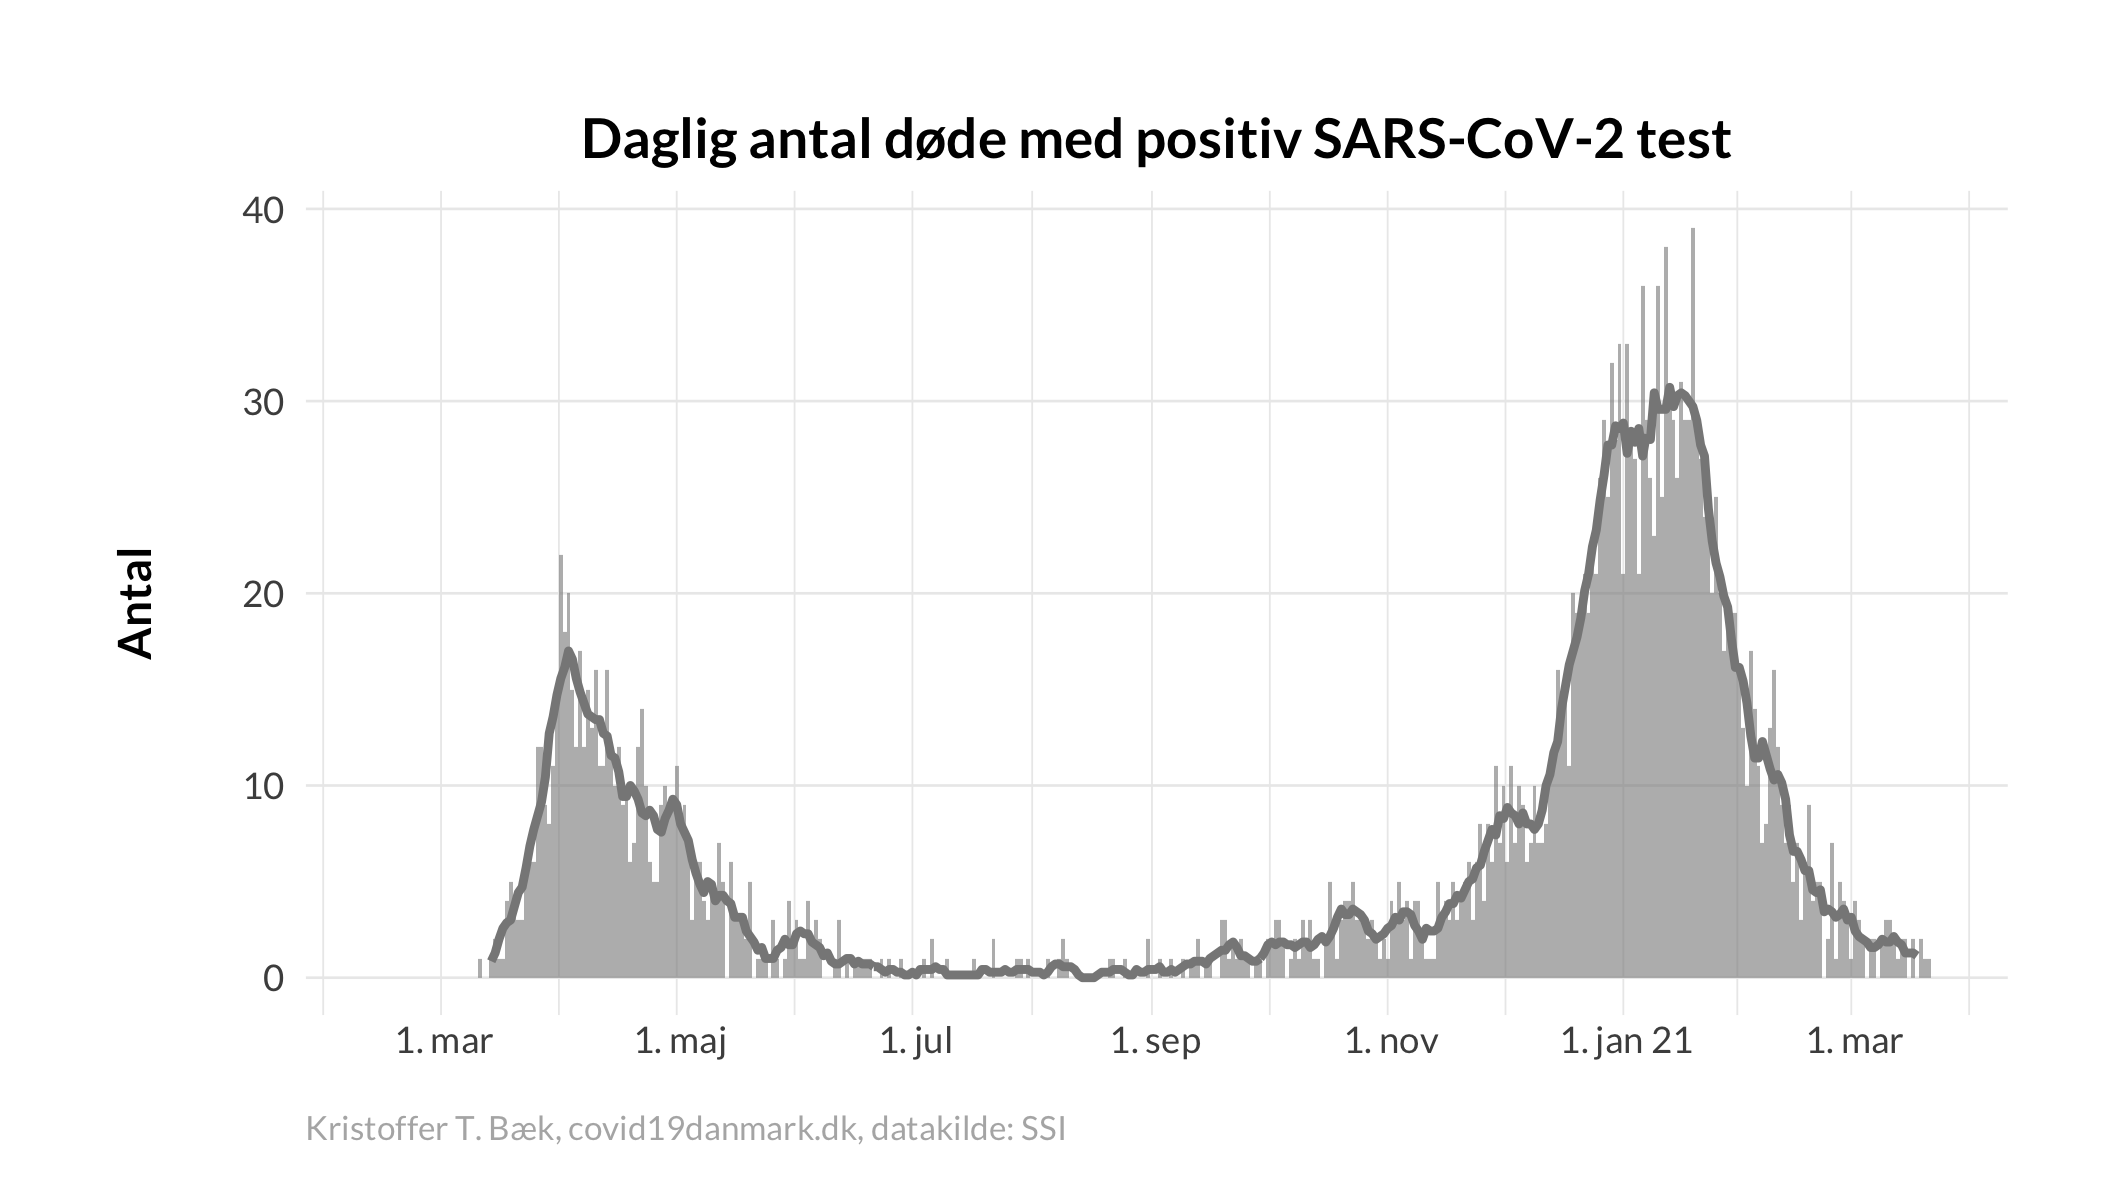 Daglig antal døde med positiv SARS-CoV-2 test
40
30
20
10
0
Antal
1. mar
1. maj
1. jul
1. sep
1. nov
1. jan 21
1. mar
Kristoffer T. Bæk, covid19danmark.dk, datakilde: SSI